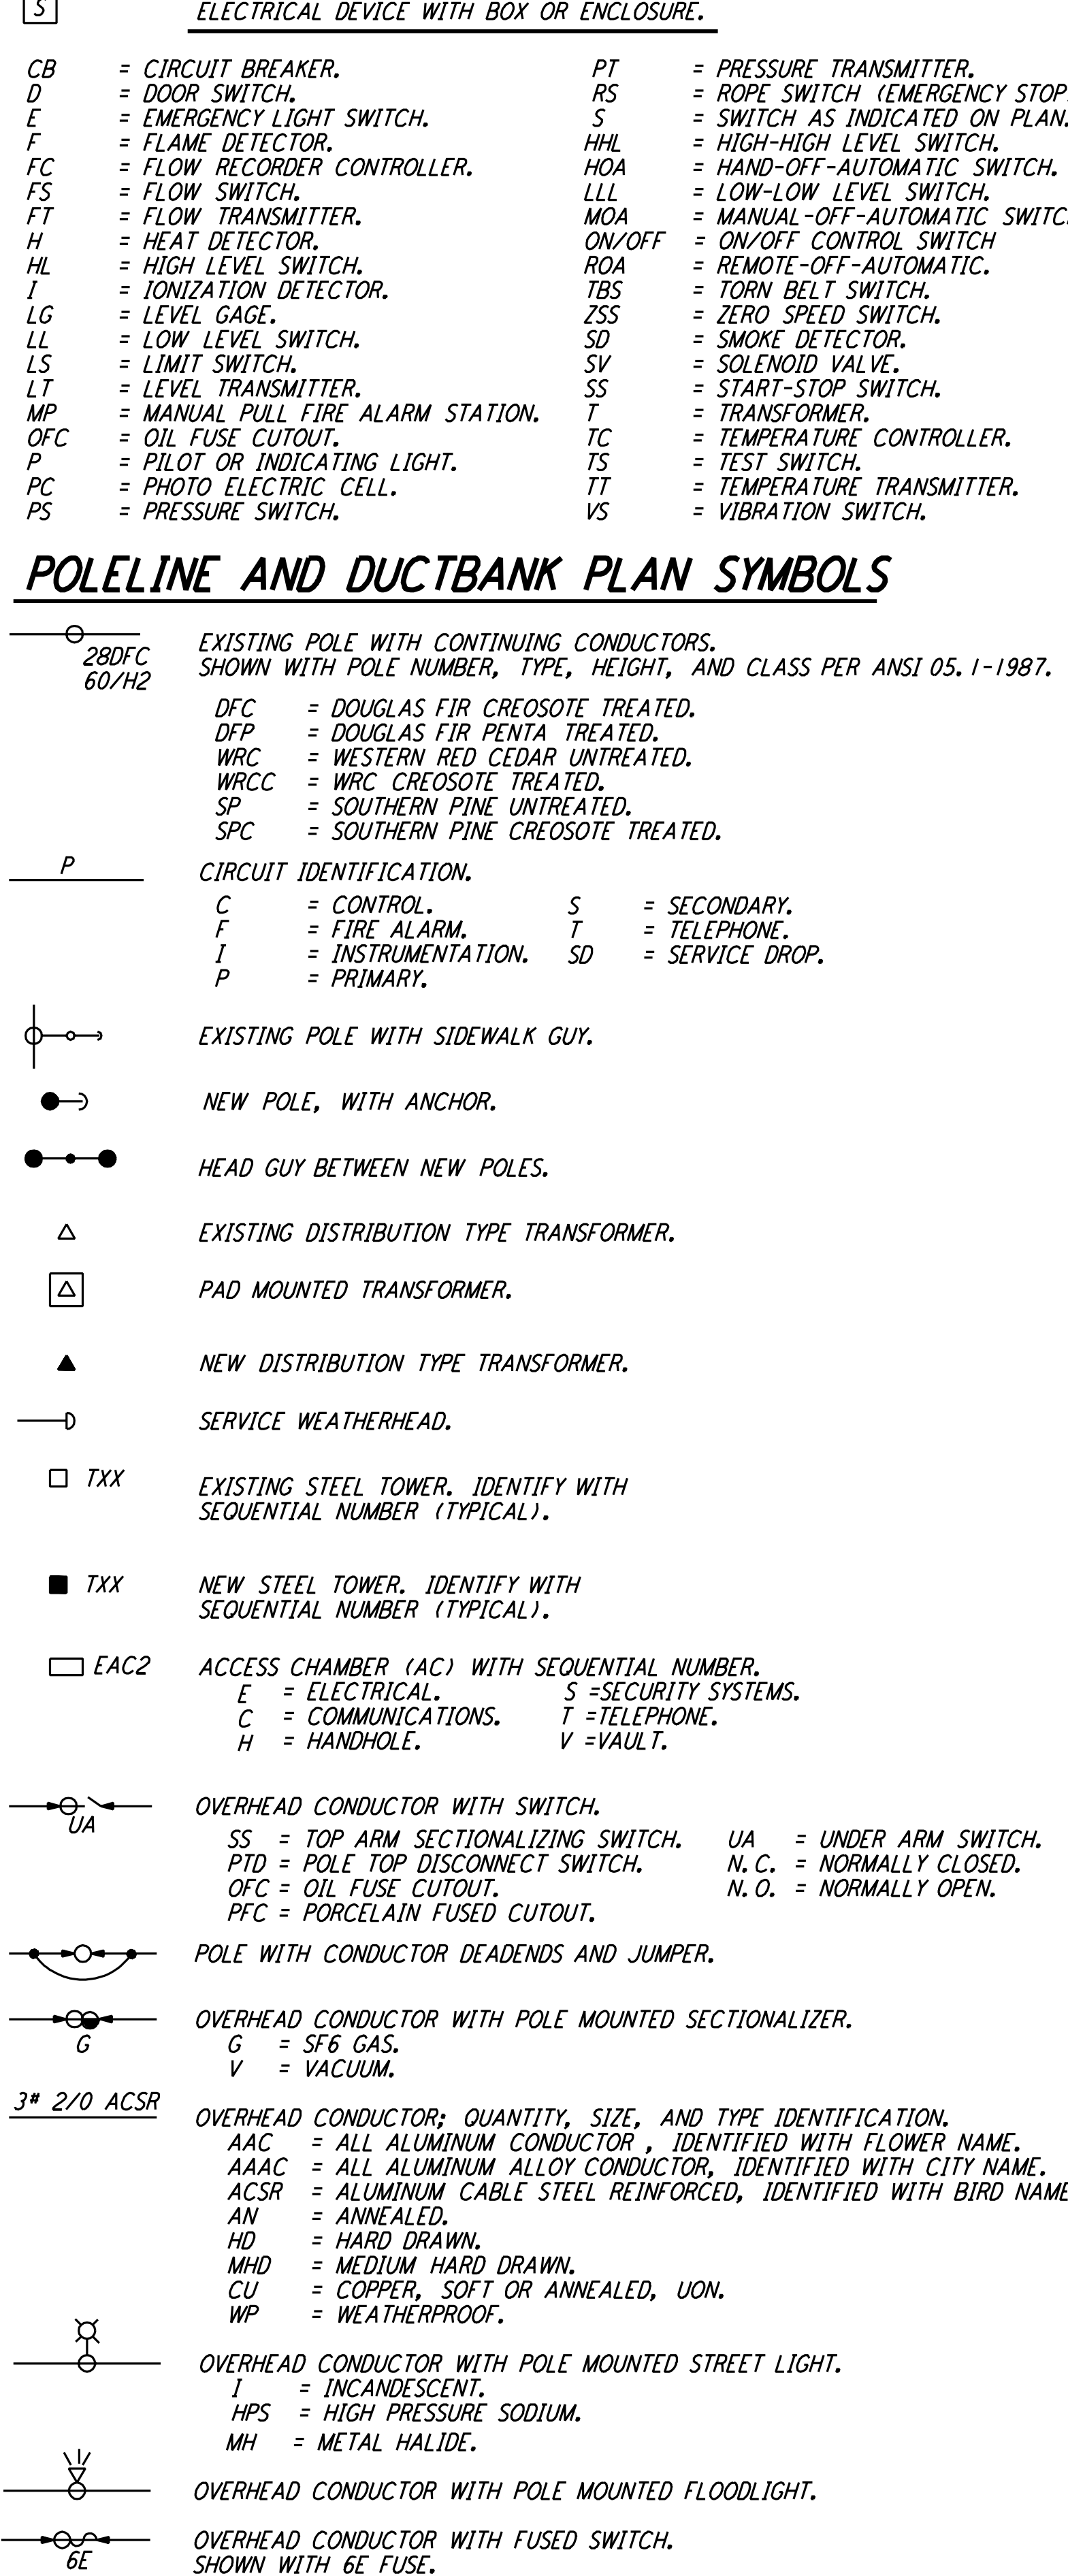 S ELECTRICAL DEVICE WITH BOX OR ENCLOSURE.
CB = CIRCUIT BREAKER.
D = DOOR SWITCH.
E = EMERGENCY LIGHT SWITCH.
F = FLAME DETECTOR.
FC = FLOW RECORDER CONTROLLER.
FS = FLOW SWITCH.
FT = FLOW TRANSMITTER.
H = HEAT DETECTOR.
HL = HIGH LEVEL SWITCH.
I = IONIZATION DETECTOR.
LG = LEVEL GAGE.
LL = LOW LEVEL SWITCH.
LS = LIMIT SWITCH.
LT = LEVEL TRANSMITTER.
MP = MANUAL PULL FIRE ALARM STATION.
OFC = OIL FUSE CUTOUT.
P = PILOT OR INDICATING LIGHT.
PC = PHOTO ELECTRIC CELL.
PS = PRESSURE SWITCH.
PT = PRESSURE TRANSMITTER.
RS = ROPE SWITCH (EMERGENCY STOP
S = SWITCH AS INDICATED ON PLAN.
HHL = HIGH-HIGH LEVEL SWITCH.
HOA = HAND-OFF-AUTOMATIC SWITCH.
LLL = LOW-LOW LEVEL SWITCH.
MOA = MANUAL-OFF-AUTOMATIC SWITC
ON/OFF = ON/OFF CONTROL SWITCH
ROA = REMOTE-OFF-AUTOMATIC.
TBS = TORN BELT SWITCH.
ZSS = ZERO SPEED SWITCH.
SD = SMOKE DETECTOR.
SV = SOLENOID VALVE.
SS = START-STOP SWITCH.
T = TRANSFORMER.
TC = TEMPERATURE CONTROLLER.
TS = TEST SWITCH.
TT = TEMPERATURE TRANSMITTER.
VS = VIBRATION SWITCH.
POLELINE AND DUCTBANK PLAN SYMBOLS
28DFC
60/H2
EXISTING POLE WITH CONTINUING CONDUCTORS.
SHOWN WITH POLE NUMBER, TYPE, HEIGHT, AND CLASS PER ANSI 05.1-1987.
DFC = DOUGLAS FIR CREOSOTE TREATED.
DFP = DOUGLAS FIR PENTA TREATED.
WRC = WESTERN RED CEDAR UNTREATED.
WRCC = WRC CREOSOTE TREATED.
SP = SOUTHERN PINE UNTREATED.
SPC = SOUTHERN PINE CREOSOTE TREATED.
P CIRCUIT IDENTIFICATION.
C = CONTROL.
F = FIRE ALARM.
I = INSTRUMENTATION.
P = PRIMARY.
S = SECONDARY.
T = TELEPHONE.
SD = SERVICE DROP.
EXISTING POLE WITH SIDEWALK GUY.
NEW POLE, WITH ANCHOR.
HEAD GUY BETWEEN NEW POLES.
EXISTING DISTRIBUTION TYPE TRANSFORMER.
PAD MOUNTED TRANSFORMER.
NEW DISTRIBUTION TYPE TRANSFORMER.
SERVICE WEATHERHEAD.
TXX EXISTING STEEL TOWER. IDENTIFY WITH
SEQUENTIAL NUMBER (TYPICAL).
TXX NEW STEEL TOWER. IDENTIFY WITH
SEQUENTIAL NUMBER (TYPICAL).
EAC2 ACCESS CHAMBER (AC) WITH SEQUENTIAL NUMBER.
E = ELECTRICAL.
C = COMMUNICATIONS.
H = HANDHOLE.
S =SECURITY SYSTEMS.
T =TELEPHONE.
V =VAULT.
UA
OVERHEAD CONDUCTOR WITH SWITCH.
SS = TOP ARM SECTIONALIZING SWITCH.
PTD = POLE TOP DISCONNECT SWITCH.
OFC = OIL FUSE CUTOUT.
PFC = PORCELAIN FUSED CUTOUT.
UA = UNDER ARM SWITCH.
N.C. = NORMALLY CLOSED.
N.O. = NORMALLY OPEN.
POLE WITH CONDUCTOR DEADENDS AND JUMPER.
G
OVERHEAD CONDUCTOR WITH POLE MOUNTED SECTIONALIZER.
G = SF6 GAS.
V = VACUUM.
3# 2/0 ACSR
OVERHEAD CONDUCTOR; QUANTITY, SIZE, AND TYPE IDENTIFICATION.
AAC = ALL ALUMINUM CONDUCTOR , IDENTIFIED WITH FLOWER NAME.
AAAC = ALL ALUMINUM ALLOY CONDUCTOR, IDENTIFIED WITH CITY NAME.
ACSR = ALUMINUM CABLE STEEL REINFORCED, IDENTIFIED WITH BIRD NAME
AN = ANNEALED.
HD = HARD DRAWN.
MHD = MEDIUM HARD DRAWN.
CU = COPPER, SOFT OR ANNEALED, UON.
WP = WEATHERPROOF.
OVERHEAD CONDUCTOR WITH POLE MOUNTED STREET LIGHT.
I = INCANDESCENT.
HPS = HIGH PRESSURE SODIUM.
MH = METAL HALIDE.
OVERHEAD CONDUCTOR WITH POLE MOUNTED FLOODLIGHT.
6E
OVERHEAD CONDUCTOR WITH FUSED SWITCH.
SHOWN WITH 6E FUSE.